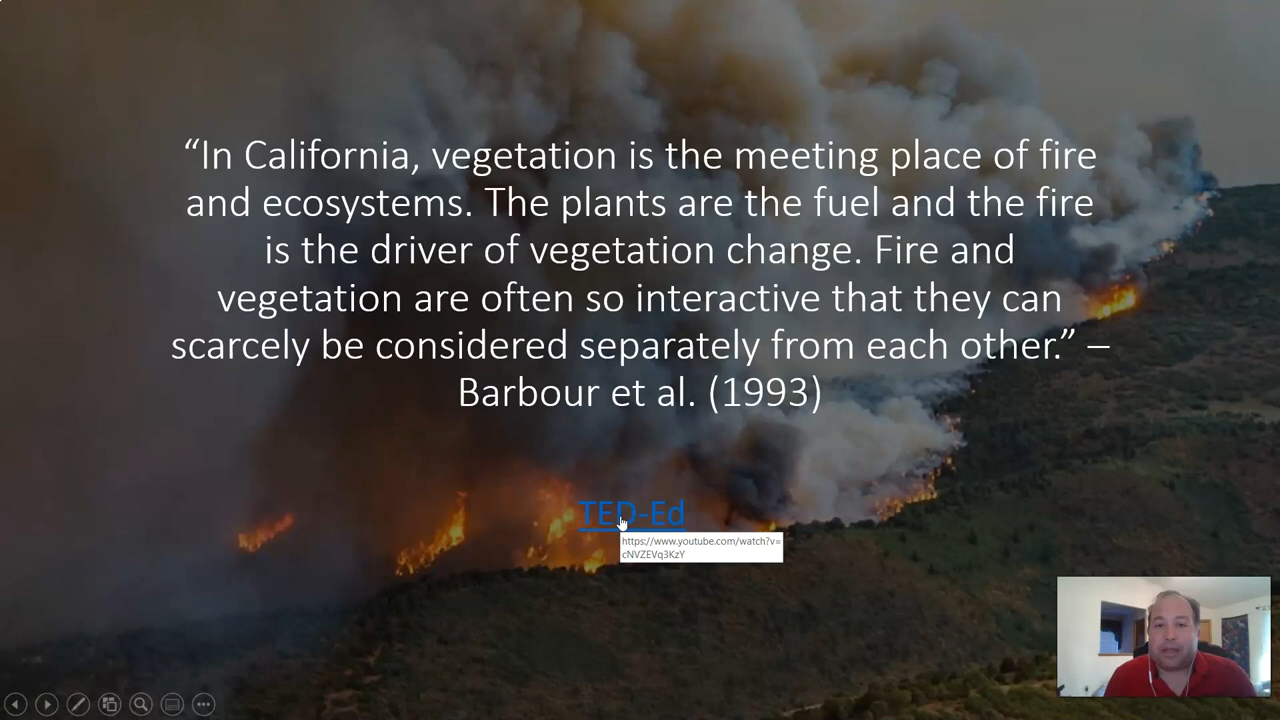 “In California, vegetation is the meeting place of fire
and ecosystems. The plants are the fuel and the fire
is the driver of vegetation change. Fire and
vegetation are often so interactive that they can
scarcely be considered separately from each other.” –
Barbour et al. (1993)
TED-Ed
https://www.youtube.com/watch?v=
cNVZEVq3KzY